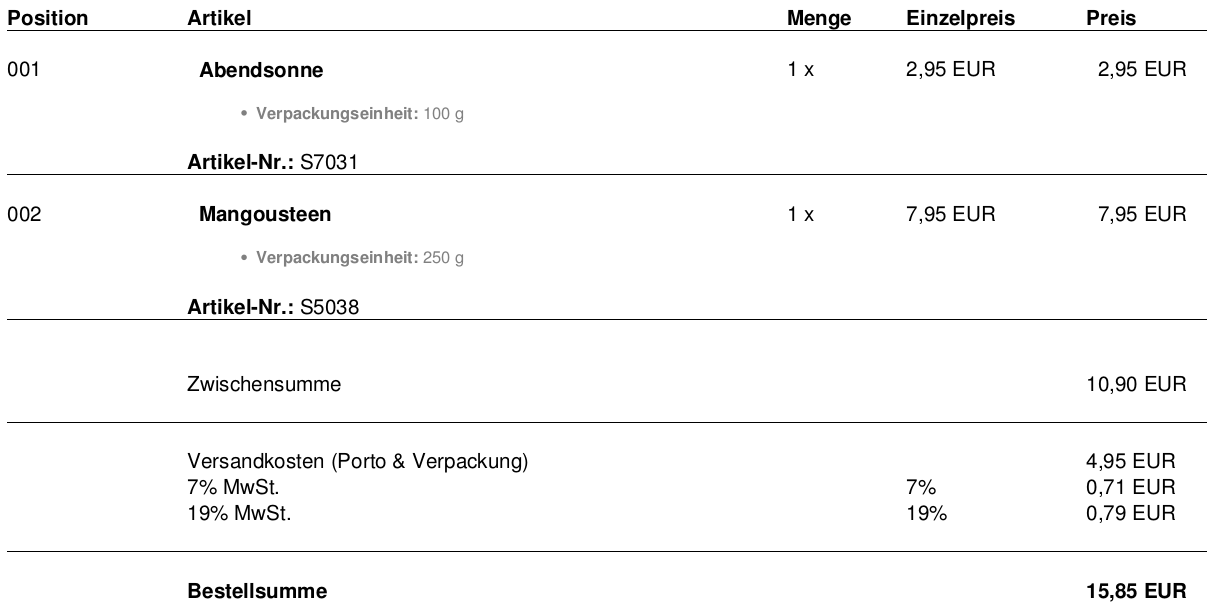 Position Artikel Menge Einzelpreis Preis
001 Abendsonne 1 x 2,95 EUR 2,95 EUR
• Verpackungseinheit: 100 g
Artikel-Nr.: S7031
002 Mangousteen 1 x 7,95 EUR 7,95 EUR
• Verpackungseinheit: 250 g
Artikel-Nr.: S5038
Zwischensumme 10,90 EUR
Versandkosten (Porto & Verpackung) 4,95 EUR
7% MwSt. 7% 0,71 EUR
19% MwSt. 19% 0,79 EUR
Bestellsumme 15,85 EUR